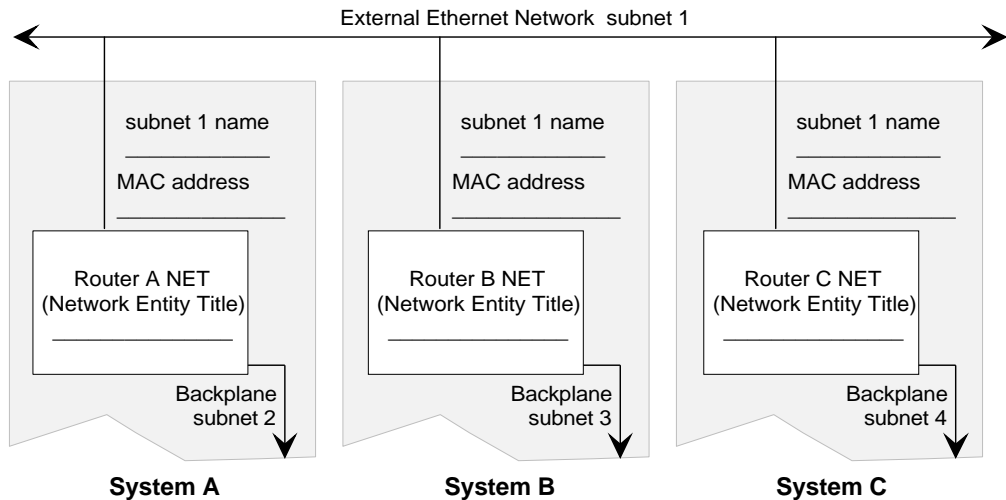 External Ethernet Network subnet 1
subnet 1 name
MAC address
Router A NET
(Network Entity Title)
Backplane
subnet 2
System A
subnet 1 name
MAC address
Router B NET
(Network Entity Title)
Backplane
subnet 3
System B
subnet 1 name
MAC address
Router C NET
(Network Entity Title)
Backplane
subnet 4
System C